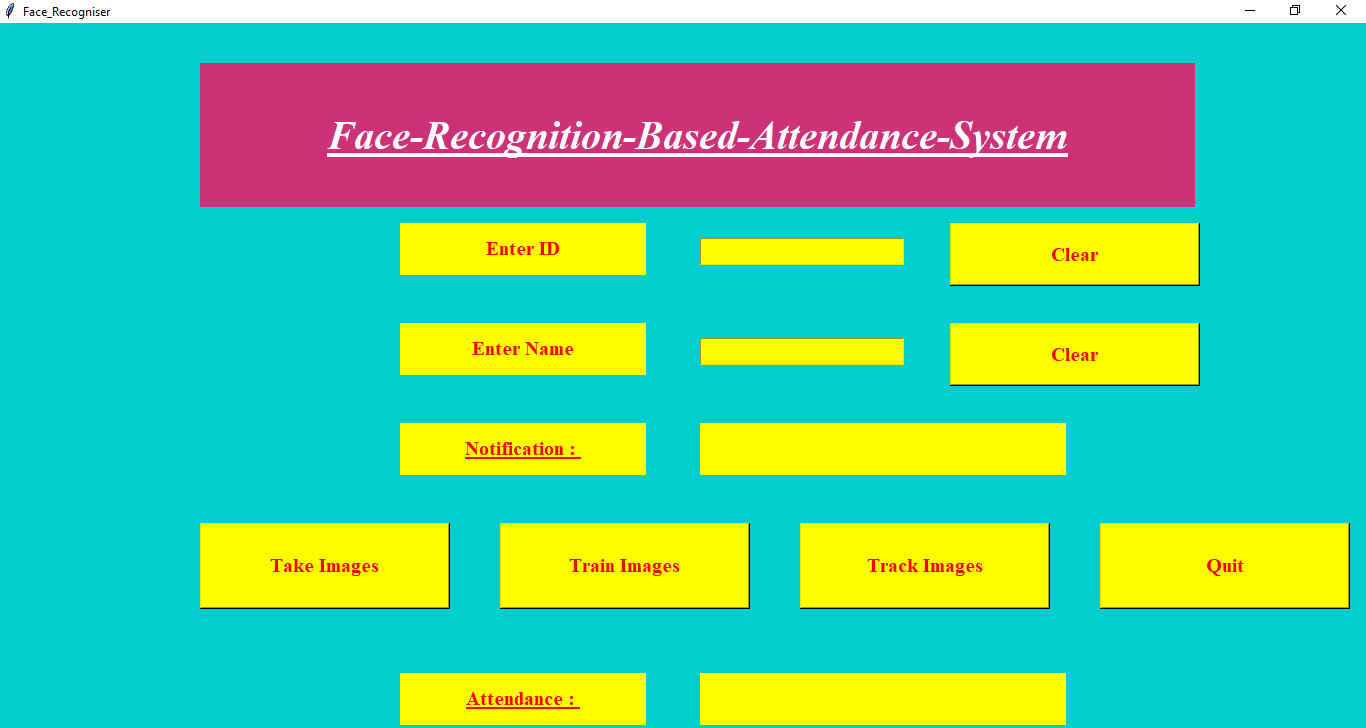 Face_Recogniser
Face-Recognition-Based-Attendance-System
Enter ID
Clear
Enter Name
Clear
Notification :
Take Images
Train Images
Track Images
Quit
Attendance :